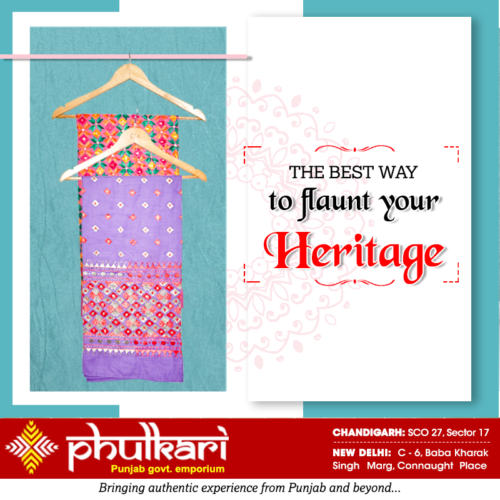 THE BEST WAY
to flaunt your
Heritage
phulkari
Punjab govt. emporium
CHANDIGARH: SCO 27, Sector 17
NEW DELHI: C - 6, Baba Kharak
Singh Marg, Connaught Place
Bringing authentic experience from Punjab and beyond...